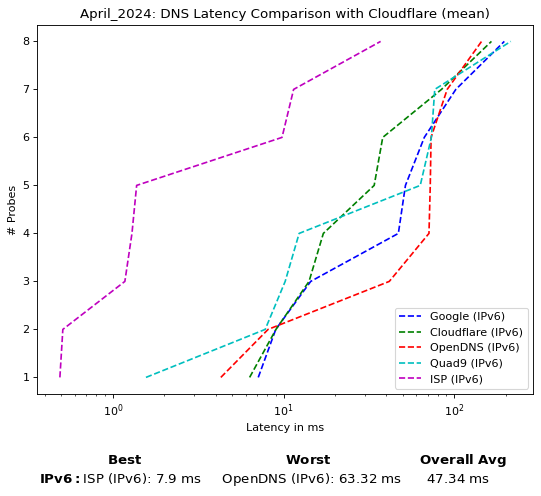 April_2024: DNS Latency Comparison with Cloudflare (mean)
8
7
6
5
4
3
2
1
# Probes
Google (IPv6)
Cloudflare (IPv6)
OpenDNS (IPv6)
Quad9 (IPv6)
ISP (IPv6)
10⁰ 10¹ 10²
Latency in ms
Best Worst Overall Avg
IPv6: ISP (IPv6): 7.9 ms OpenDNS (IPv6): 63.32 ms 47.34 ms